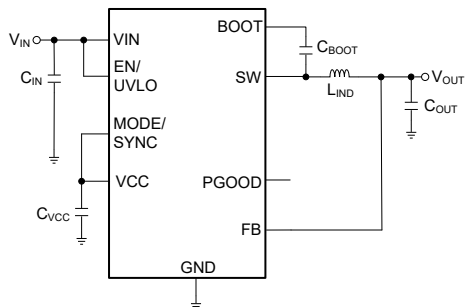 BOOT
VIN
VIN
CBOOT
EN/
UVLO
CIN
SW
VOUT
LIND
COUT
MODE/
SYNC
VCC
PGOOD
CVCC
FB
GND